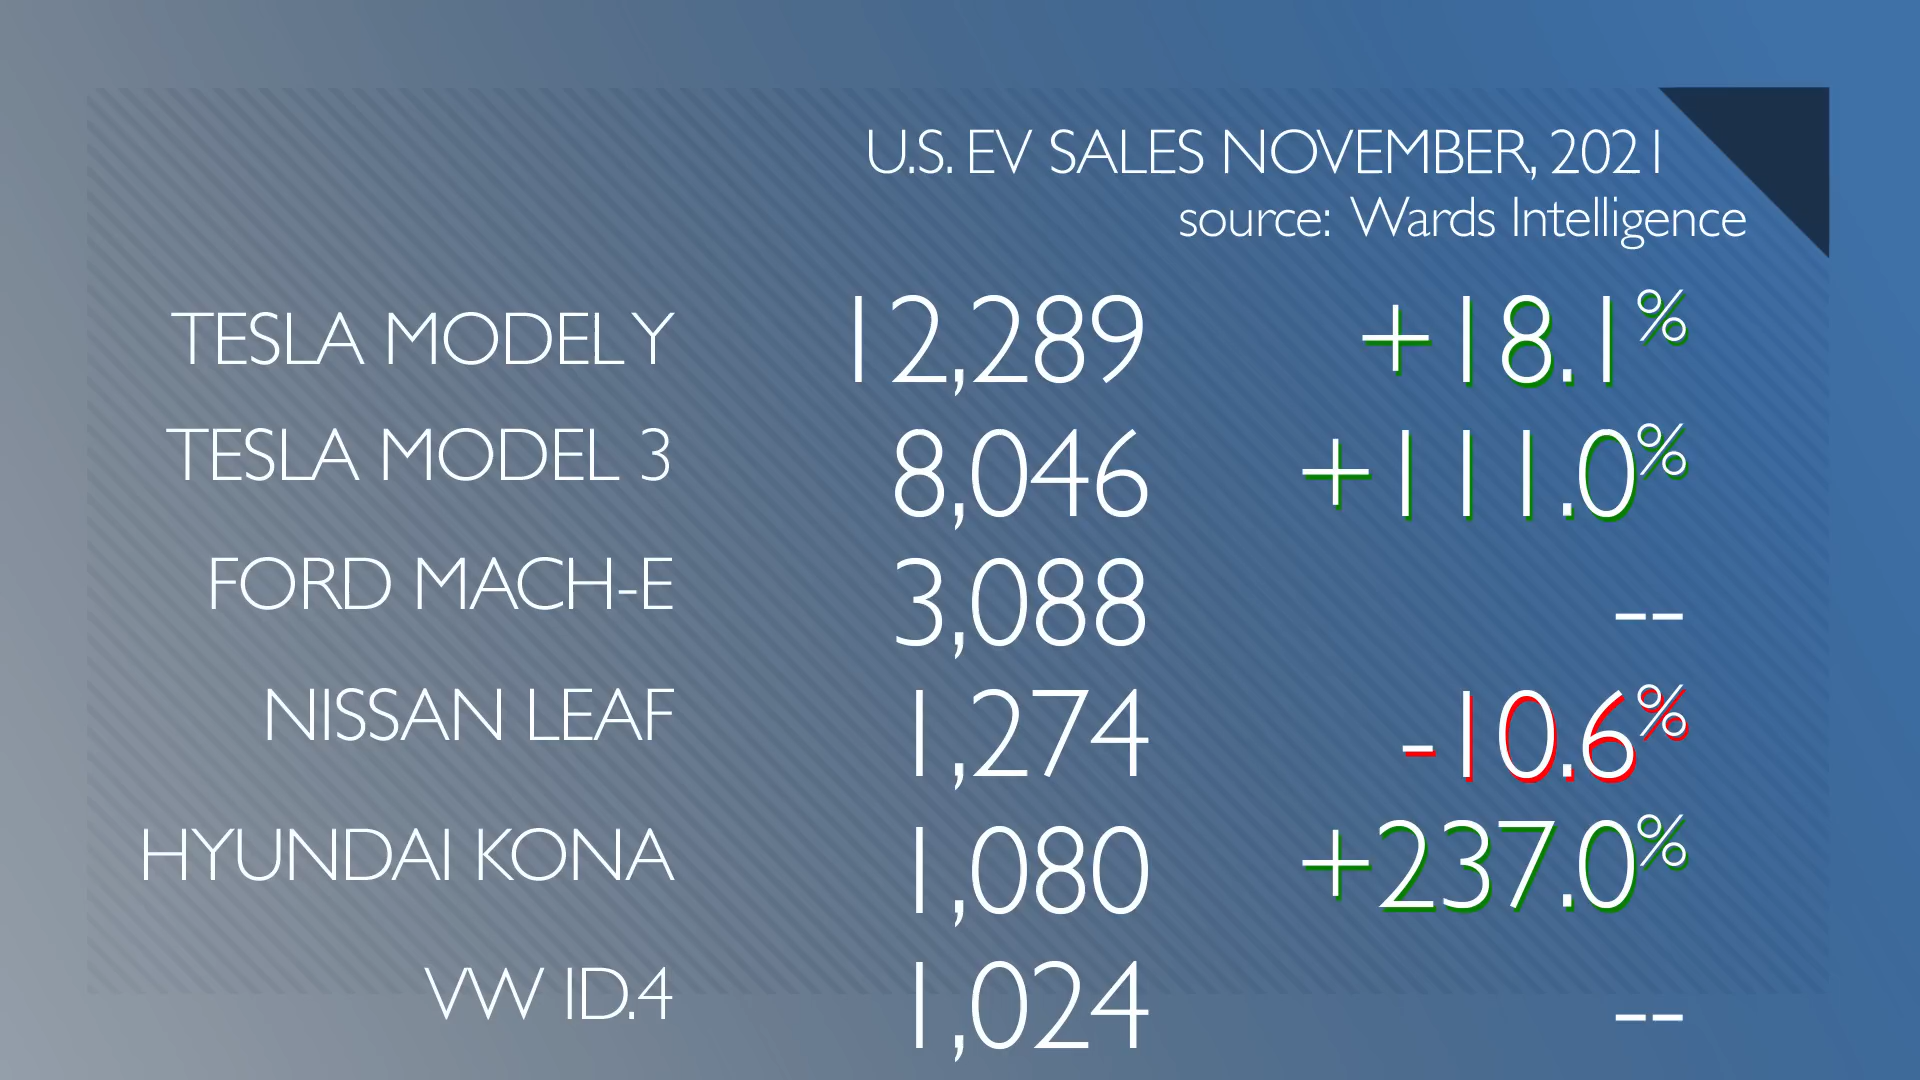 U.S. EV SALES NOVEMBER, 2021
source: Wards Intelligence
TESLA MODEL Y 12,289 +18.1%
TESLA MODEL 3 8,046 +111.0%
FORD MACH-E 3,088 --
NISSAN LEAF 1,274 -10.6%
HYUNDAI KONA 1,080 +237.0%
VW ID.4 1,024 --